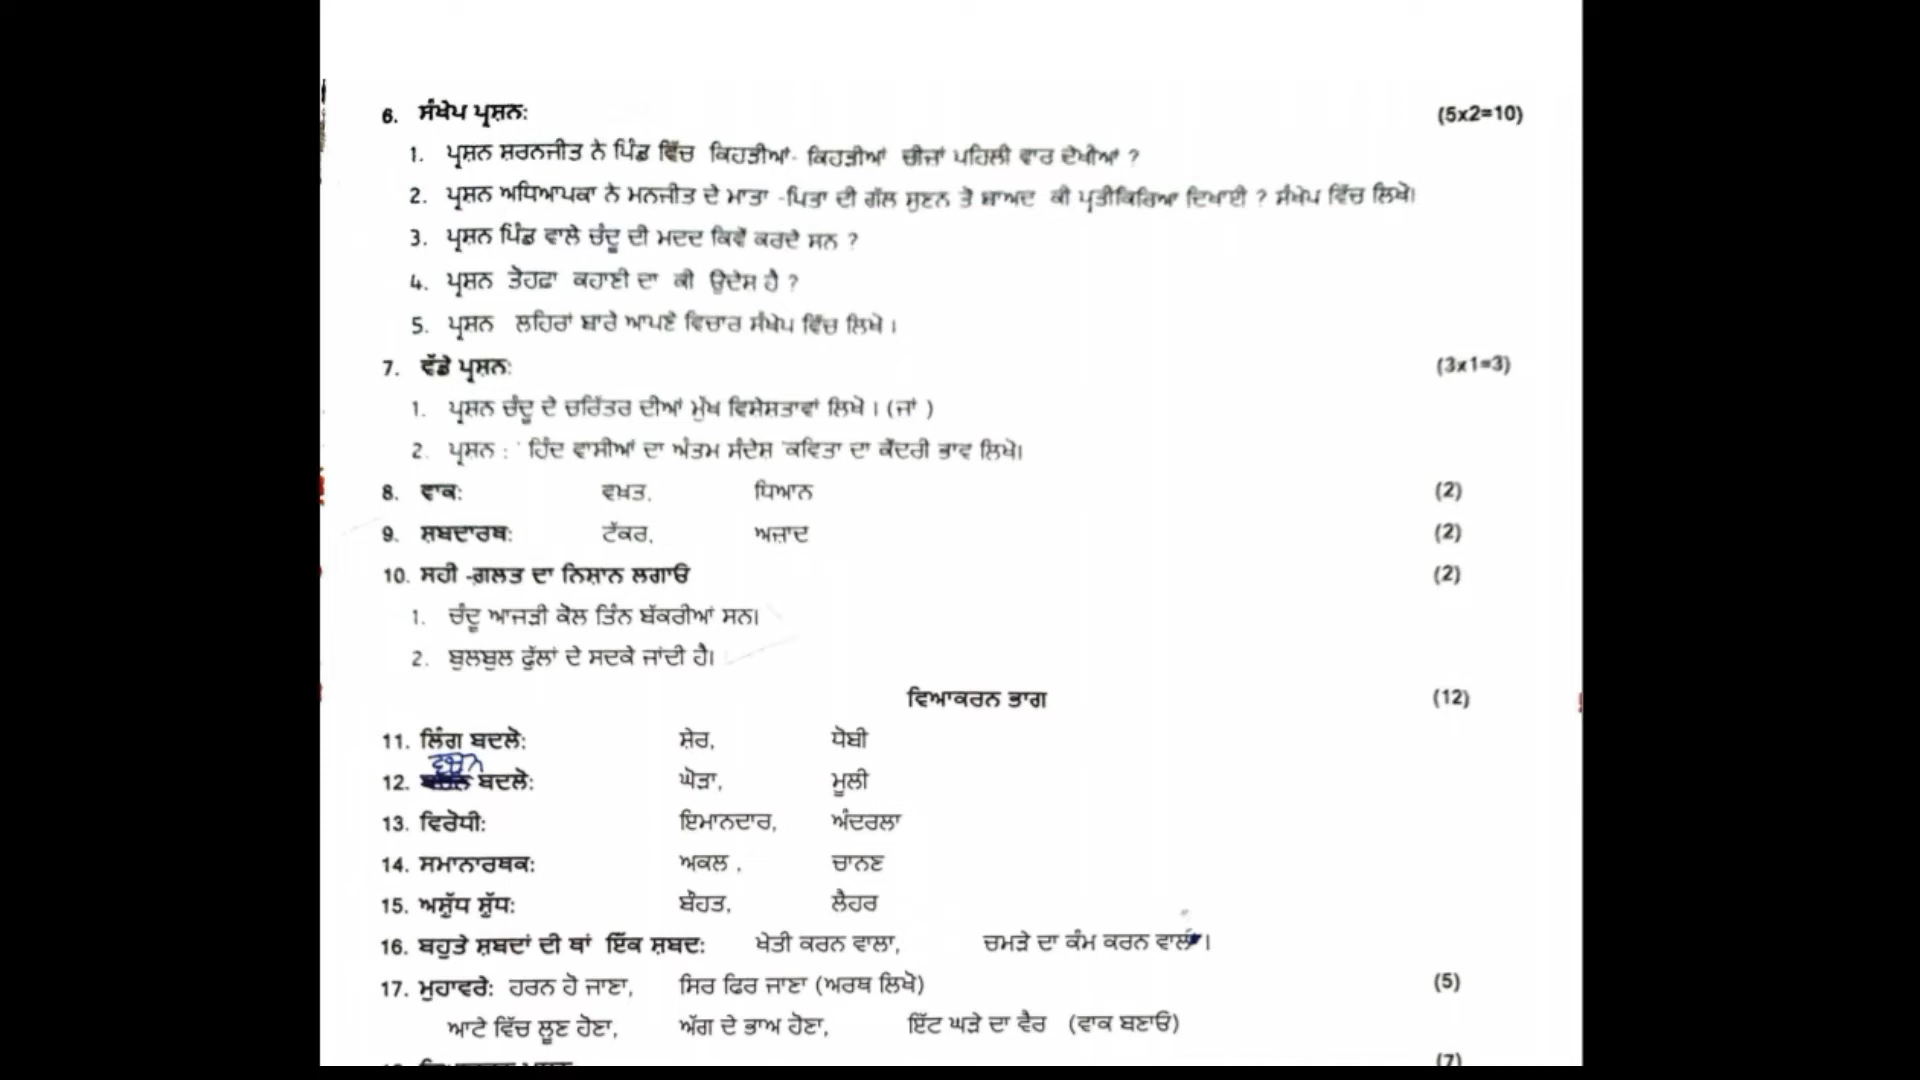 6. ਸੰਖੇਪ ਪ੍ਰਸ਼ਨ: (5x2=10)
1. ਪ੍ਰਸ਼ਨ ਸ਼ਰਨਜੀਤ ਨੇ ਪਿੰਡ ਵਿੱਚ ਕਿਹੜੀਆਂ- ਕਿਹੜੀਆਂ ਚੀਜਾਂ ਪਹਿਲੀ ਵਾਰ ਦੇਖੀਆਂ ?
2. ਪ੍ਰਸ਼ਨ ਅਧਿਆਪਕਾ ਨੇ ਮਨਜੀਤ ਦੇ ਮਾਤਾ -ਪਿਤਾ ਦੀ ਗੱਲ ਸੁਣਨ ਤੋਂ ਬਾਅਦ ਕੀ ਪ੍ਰਤੀਕਿਰਿਆ ਦਿਖਾਈ ? ਸੰਖੇਪ ਵਿੱਚ ਲਿਖੋ।
3. ਪ੍ਰਸ਼ਨ ਪਿੰਡ ਵਾਲੇ ਚੰਦੂ ਦੀ ਮਦਦ ਕਿਵੇਂ ਕਰਦੇ ਸਨ ?
4. ਪ੍ਰਸ਼ਨ ਤੋਹਫ਼ਾ ਕਹਾਣੀ ਦਾ ਕੀ ਉਦੇਸ਼ ਹੈ ?
5. ਪ੍ਰਸ਼ਨ ਲਹਿਰਾਂ ਬਾਰੇ ਆਪਣੇ ਵਿਚਾਰ ਸੰਖੇਪ ਵਿੱਚ ਲਿਖੋ ।
7. ਵੱਡੇ ਪ੍ਰਸ਼ਨ: (3x1=3)
1. ਪ੍ਰਸ਼ਨ ਚੰਦੂ ਦੇ ਚਰਿੱਤਰ ਦੀਆਂ ਮੁੱਖ ਵਿਸ਼ੇਸ਼ਤਾਵਾਂ ਲਿਖੋ । (ਜਾਂ )
2. ਪ੍ਰਸ਼ਨ : ' ਹਿੰਦ ਵਾਸੀਆਂ ਦਾ ਅੰਤਮ ਸੰਦੇਸ਼ 'ਕਵਿਤਾ ਦਾ ਕੇਂਦਰੀ ਭਾਵ ਲਿਖੋ।
8. ਵਾਕ: ਵਖ਼ਤ, ਧਿਆਨ (2)
9. ਸ਼ਬਦਾਰਥ: ਟੱਕਰ, ਅਜ਼ਾਦ (2)
10. ਸਹੀ -ਗ਼ਲਤ ਦਾ ਨਿਸ਼ਾਨ ਲਗਾਓ (2)
1. ਚੰਦੂ ਆਜੜੀ ਕੋਲ ਤਿੰਨ ਬੱਕਰੀਆਂ ਸਨ।
2. ਬੁਲਬੁਲ ਫੁੱਲਾਂ ਦੇ ਸਦਕੇ ਜਾਂਦੀ ਹੈ।
ਵਿਆਕਰਨ ਭਾਗ (12)
11. ਲਿੰਗ ਬਦਲੋ: ਸ਼ੇਰ, ਧੋਬੀ
ਵਚਨ
12. ਬਦਲੋ: ਘੋੜਾ, ਮੂਲੀ
13. ਵਿਰੋਧੀ: ਇਮਾਨਦਾਰ, ਅੰਦਰਲਾ
14. ਸਮਾਨਾਰਥਕ: ਅਕਲ , ਚਾਨਣ
15. ਅਸ਼ੁੱਧ ਸ਼ੁੱਧ: ਬੌਹਤ, ਲੈਹਰ
16. ਬਹੁਤੇ ਸ਼ਬਦਾਂ ਦੀ ਥਾਂ ਇੱਕ ਸ਼ਬਦ: ਖੇਤੀ ਕਰਨ ਵਾਲਾ, ਚਮੜੇ ਦਾ ਕੰਮ ਕਰਨ ਵਾਲਾ ।
17. ਮੁਹਾਵਰੇ: ਹਰਨ ਹੋ ਜਾਣਾ, ਸਿਰ ਫਿਰ ਜਾਣਾ (ਅਰਥ ਲਿਖੋ) (5)
ਆਟੇ ਵਿੱਚ ਲੂਣ ਹੋਣਾ, ਅੱਗ ਦੇ ਭਾਅ ਹੋਣਾ, ਇੱਟ ਘੜੇ ਦਾ ਵੈਰ (ਵਾਕ ਬਣਾਓ)
(7)